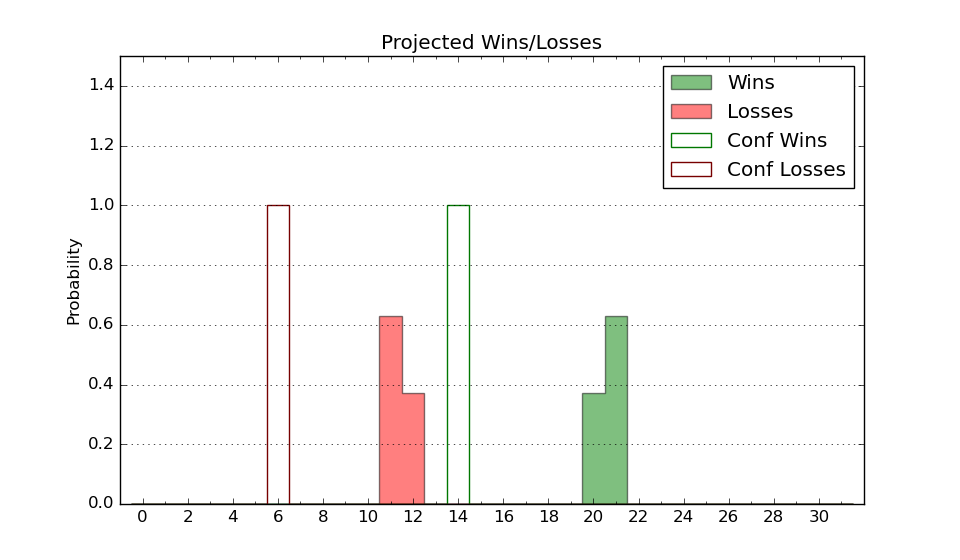 Projected Wins/Losses
Wins
Losses
Conf Wins
Conf Losses
Probability
1.4
1.2
1.0
0.8
0.6
0.4
0.2
0.0
0 2 4 6 8 10 12 14 16 18 20 22 24 26 28 30